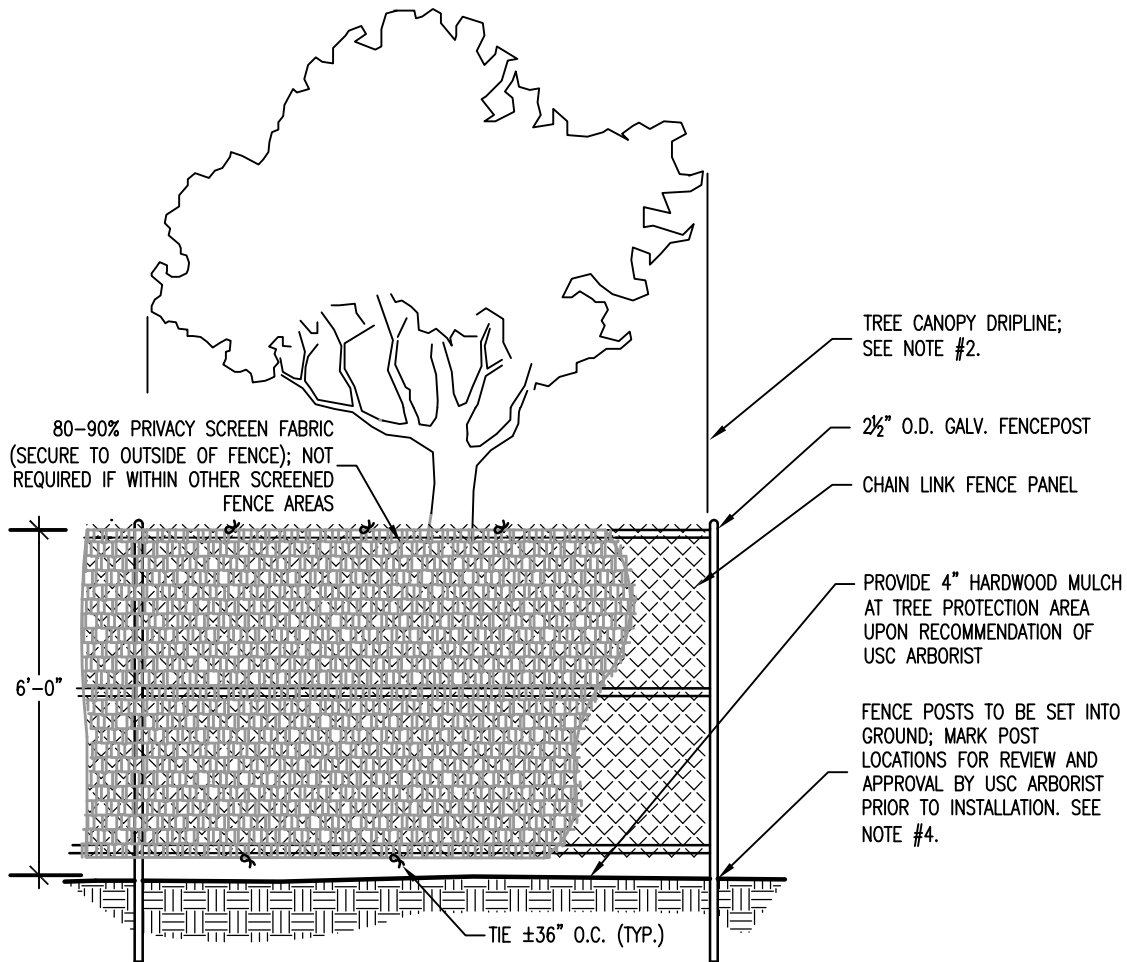 TREE CANOPY DRIPLINE;
SEE NOTE #2.
80-90% PRIVACY SCREEN FABRIC
(SECURE TO OUTSIDE OF FENCE); NOT
REQUIRED IF WITHIN OTHER SCREENED
FENCE AREAS
2½" O.D. GALV. FENCEPOST
CHAIN LINK FENCE PANEL
PROVIDE 4" HARDWOOD MULCH
AT TREE PROTECTION AREA
UPON RECOMMENDATION OF
USC ARBORIST
6'-0"
FENCE POSTS TO BE SET INTO
GROUND; MARK POST
LOCATIONS FOR REVIEW AND
APPROVAL BY USC ARBORIST
PRIOR TO INSTALLATION. SEE
NOTE #4.
TIE ±36" O.C. (TYP.)